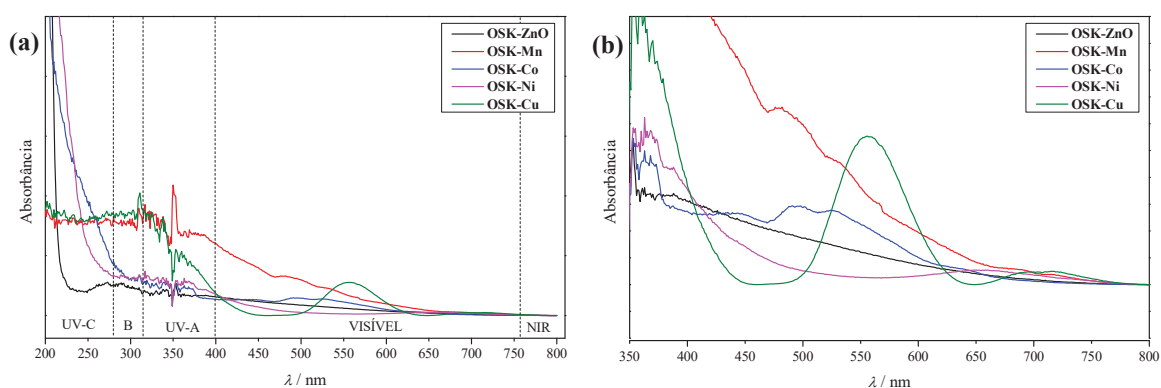 (a)
OSK-ZnO
OSK-Mn
OSK-Co
OSK-Ni
OSK-Cu
Absorbância
UV-C
B
UV-A
VISÍVEL
NIR
200 250 300 350 400 450 500 550 600 650 700 750 800
λ / nm
(b)
OSK-ZnO
OSK-Mn
OSK-Co
OSK-Ni
OSK-Cu
Absorbância
350 400 450 500 550 600 650 700 750 800
λ / nm